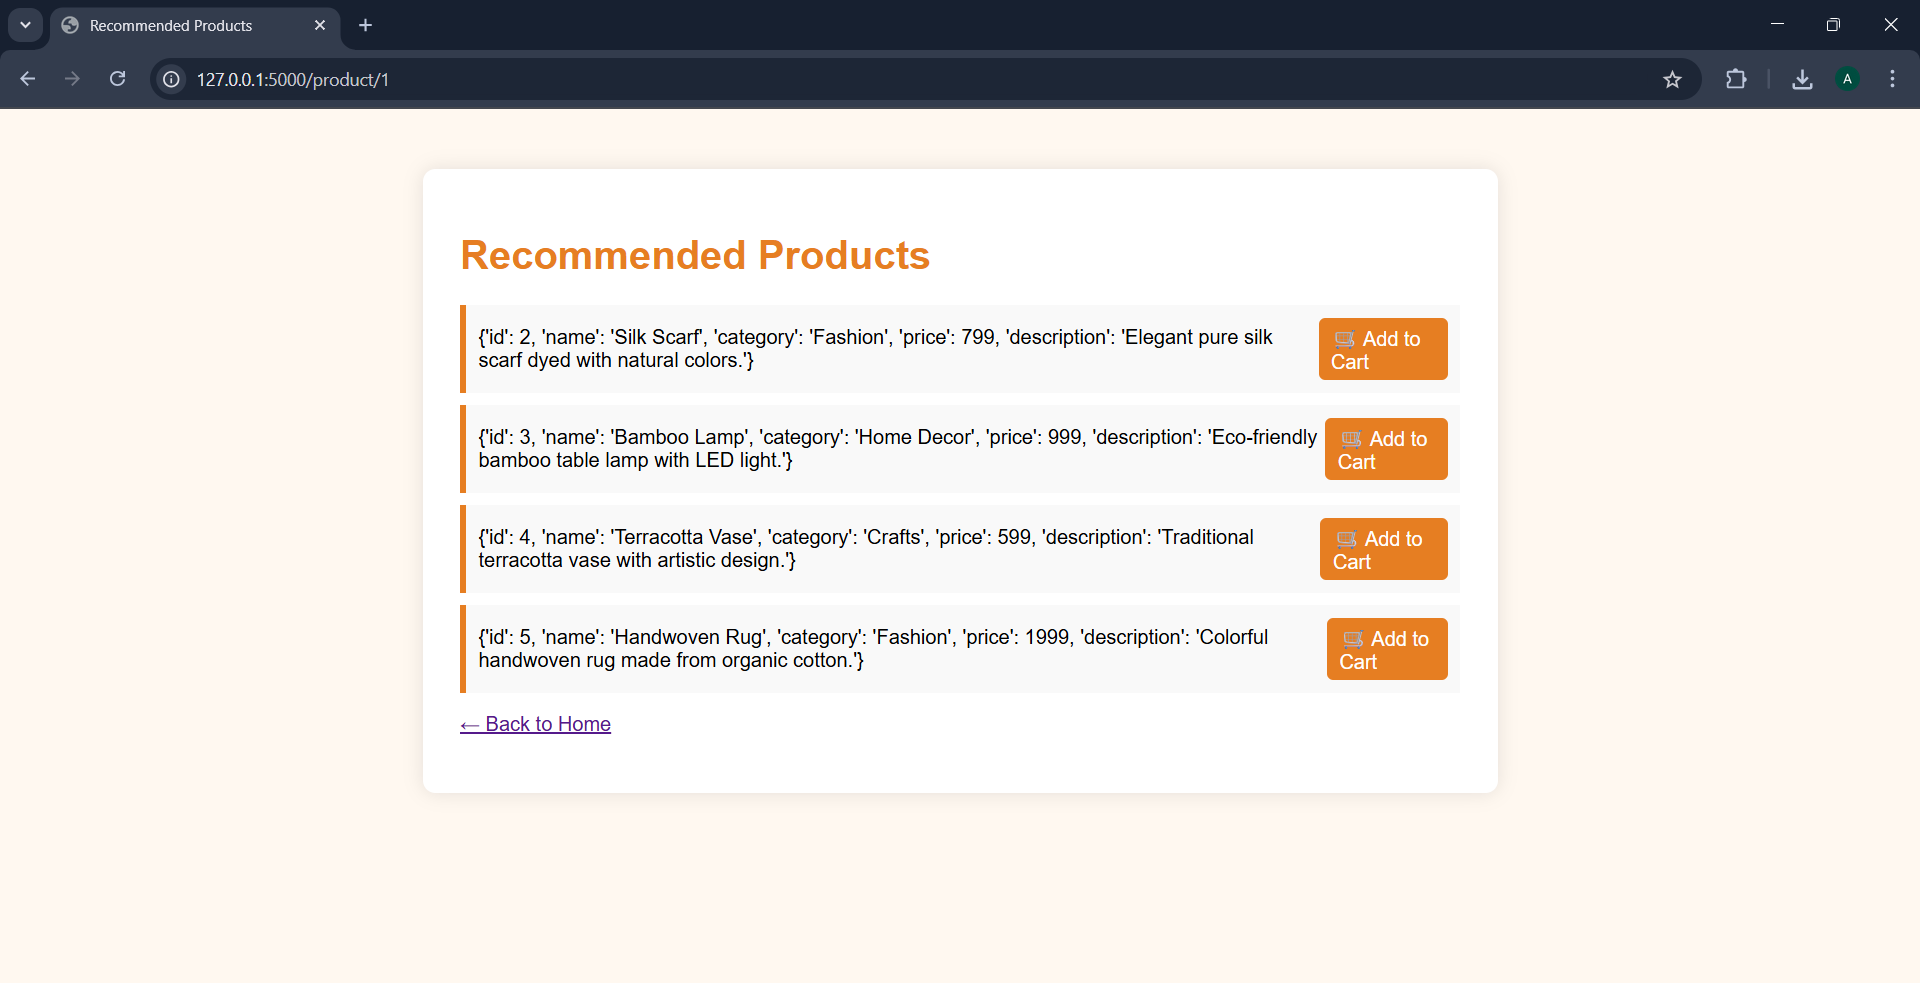 Recommended Products
127.0.0.1:5000/product/1
A
Recommended Products
{'id': 2, 'name': 'Silk Scarf', 'category': 'Fashion', 'price': 799, 'description': 'Elegant pure silk
scarf dyed with natural colors.'}
🛒 Add to
Cart
{'id': 3, 'name': 'Bamboo Lamp', 'category': 'Home Decor', 'price': 999, 'description': 'Eco-friendly
bamboo table lamp with LED light.'}
🛒 Add to
Cart
{'id': 4, 'name': 'Terracotta Vase', 'category': 'Crafts', 'price': 599, 'description': 'Traditional
terracotta vase with artistic design.'}
🛒 Add to
Cart
{'id': 5, 'name': 'Handwoven Rug', 'category': 'Fashion', 'price': 1999, 'description': 'Colorful
handwoven rug made from organic cotton.'}
🛒 Add to
Cart
← Back to Home